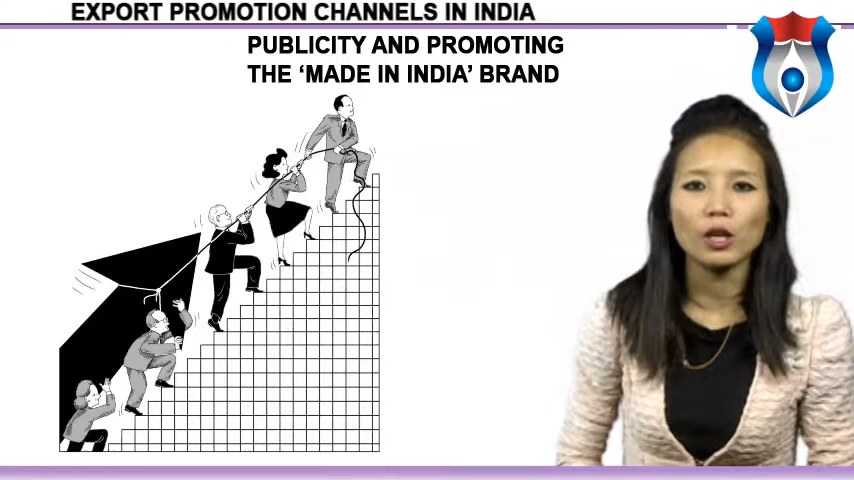 EXPORT PROMOTION CHANNELS IN INDIA
PUBLICITY AND PROMOTING
THE ‘MADE IN INDIA’ BRAND